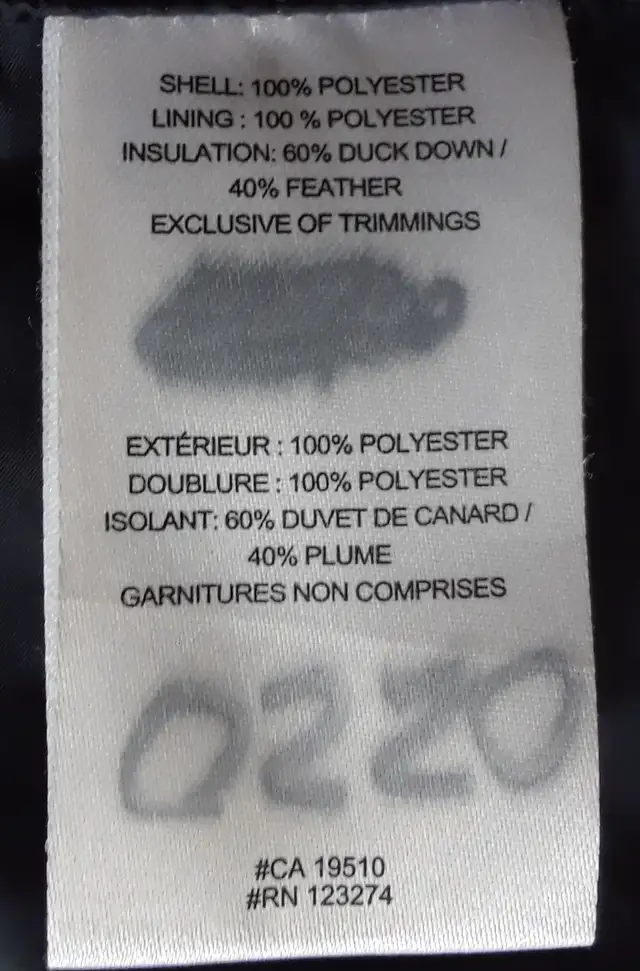 SHELL: 100% POLYESTER
LINING : 100 % POLYESTER
INSULATION: 60% DUCK DOWN /
40% FEATHER
EXCLUSIVE OF TRIMMINGS
EXTÉRIEUR : 100% POLYESTER
DOUBLURE : 100% POLYESTER
ISOLANT: 60% DUVET DE CANARD /
40% PLUME
GARNITURES NON COMPRISES
0220
#CA 19510
#RN 123274